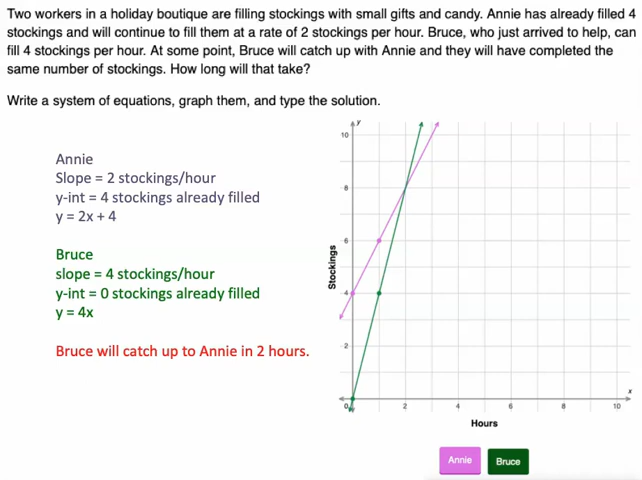 Two workers in a holiday boutique are filling stockings with small gifts and candy. Annie has already filled 4
stockings and will continue to fill them at a rate of 2 stockings per hour. Bruce, who just arrived to help, can
fill 4 stockings per hour. At some point, Bruce will catch up with Annie and they will have completed the
same number of stockings. How long will that take?
Write a system of equations, graph them, and type the solution.
Annie
Slope = 2 stockings/hour
y-int = 4 stockings already filled
y = 2x + 4
Bruce
slope = 4 stockings/hour
y-int = 0 stockings already filled
y = 4x
Bruce will catch up to Annie in 2 hours.
y
10
8
6
4
2
0
2
4
6
8
10
x
Stockings
Hours
Annie
Bruce